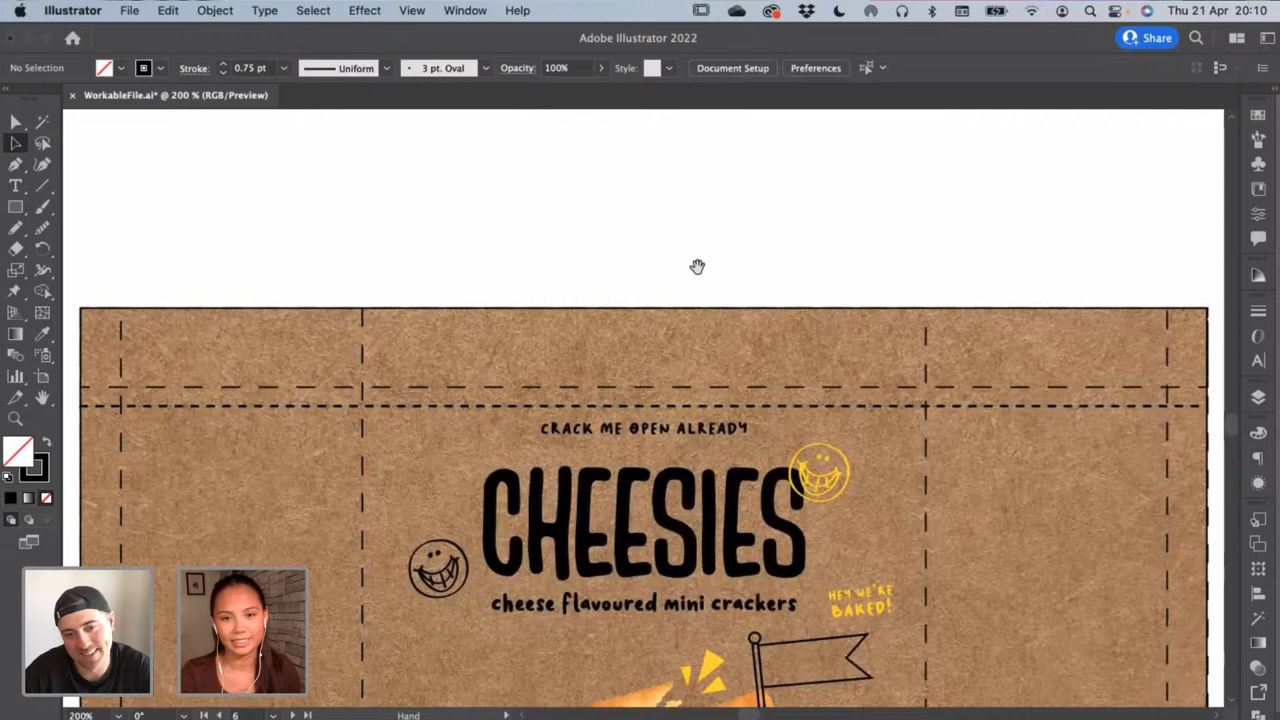 Illustrator File Edit Object Type Select Effect View Window Help Thu 21 Apr 20:10
Adobe Illustrator 2022
Share
No Selection Stroke: 0.75 pt Uniform 3 pt. Oval Opacity: 100% Style: Document Setup Preferences
× WorkableFile.ai* @ 200 % (RGB/Preview)
CRACK ME OPEN ALREADY
CHEESIES
cheese flavoured mini crackers
HEY WE'RE
BAKED!
200% 0° 6 Hand